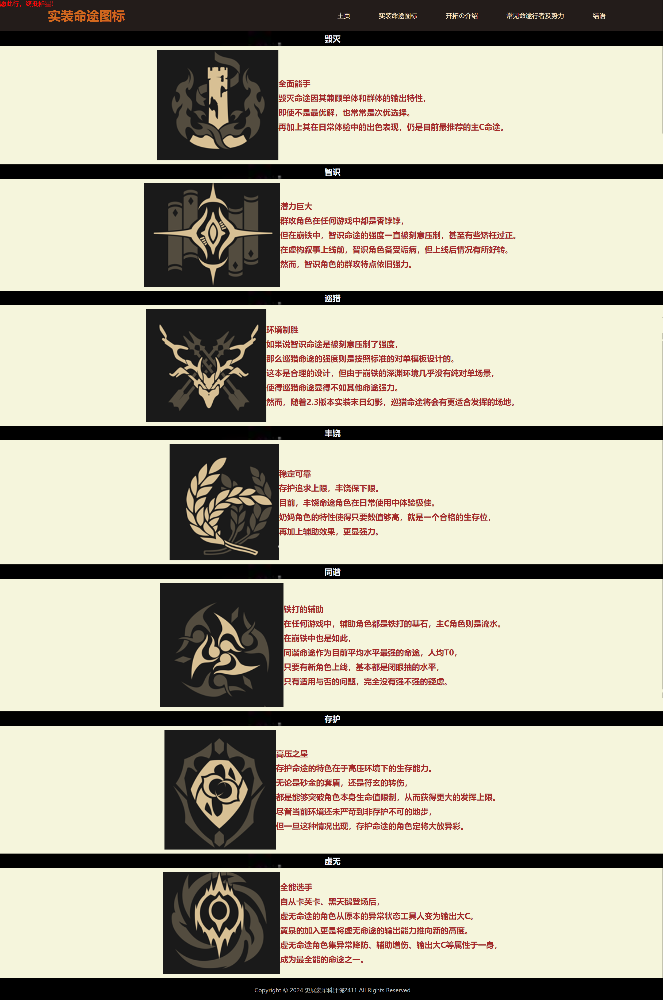 愿此行，终抵群星!
实装命途图标
主页
实装命途图标
开拓の介绍
常见命途行者及势力
结语
毁灭
全面能手
毁灭命途因其兼顾单体和群体的输出特性，
即使不是最优解，也常常是次优选择。
再加上其在日常体验中的出色表现，仍是目前最推荐的主C命途。
智识
潜力巨大
群攻角色在任何游戏中都是香饽饽，
但在崩铁中，智识命途的强度一直被刻意压制，甚至有些矫枉过正。
在虚构叙事上线前，智识角色备受诟病，但上线后情况有所好转。
然而，智识角色的群攻特点依旧强力。
巡猎
环境制胜
如果说智识命途是被刻意压制了强度，
那么巡猎命途的强度则是按照标准的对单模板设计的。
这本是合理的设计，但由于崩铁的深渊环境几乎没有纯对单场景，
使得巡猎命途显得不如其他命途强力。
然而，随着2.3版本实装末日幻影，巡猎命途将会有更适合发挥的场地。
丰饶
稳定可靠
存护追求上限，丰饶保下限。
目前，丰饶命途角色在日常使用中体验极佳。
奶妈角色的特性使得只要数值够高，就是一个合格的生存位，
再加上辅助效果，更显强力。
同谐
铁打的辅助
在任何游戏中，辅助角色都是铁打的基石，主C角色则是流水。
在崩铁中也是如此，
同谐命途作为目前平均水平最强的命途，人均T0，
只要有新角色上线，基本都是闭眼抽的水平，
只有适用与否的问题，完全没有强不强的疑虑。
存护
高压之星
存护命途的特色在于高压环境下的生存能力。
无论是砂金的套盾，还是符玄的转伤，
都是能够突破角色本身生命值限制，从而获得更大的发挥上限。
尽管当前环境还未严苛到非存护不可的地步，
但一旦这种情况出现，存护命途的角色定将大放异彩。
虚无
全能选手
自从卡芙卡、黑天鹅登场后，
虚无命途的角色从原本的异常状态工具人变为输出大C。
黄泉的加入更是将虚无命途的输出能力推向新的高度。
虚无命途角色集异常降防、辅助增伤、输出大C等属性于一身，
成为最全能的命途之一。
Copyright © 2024 史展豪华科计院2411 All Rights Reserved